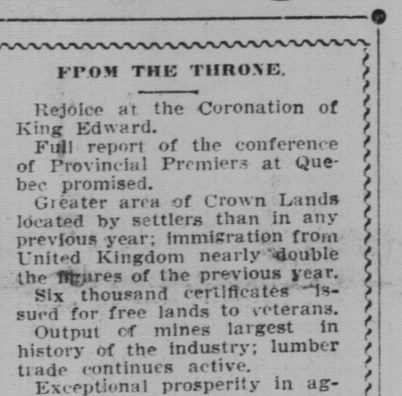 FROM THE THRONE.
Rejoice at the Coronation of
King Edward.
Full report of the conference
of Provincial Premiers at Que-
bec promised.
Greater area of Crown Lands
located by settlers than in any
previous year; immigration from
United Kingdom nearly double
the figures of the previous year.
Six thousand certificates is-
sued for free lands to veterans.
Output of mines largest in
history of the industry; lumber
trade continues active.
Exceptional prosperity in ag-